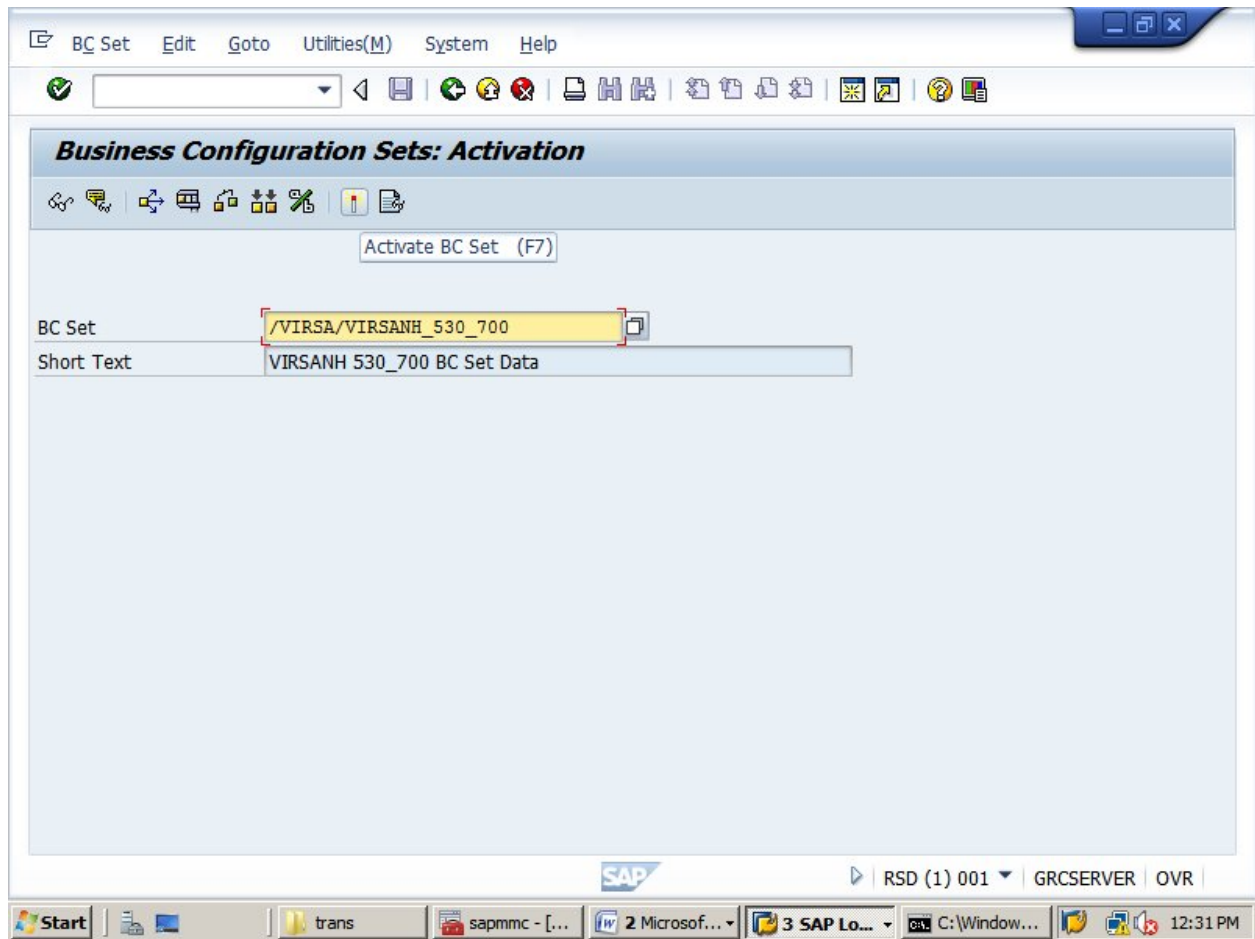 BC Set Edit Goto Utilities(M) System Help
Business Configuration Sets: Activation
Activate BC Set (F7)
BC Set /VIRSA/VIRSANH_530_700
Short Text VIRSANH 530_700 BC Set Data
SAP RSD (1) 001 GRCSERVER OVR
Start trans sapmmc - [... 2 Microsof... 3 SAP Lo... C:\Window... 12:31 PM